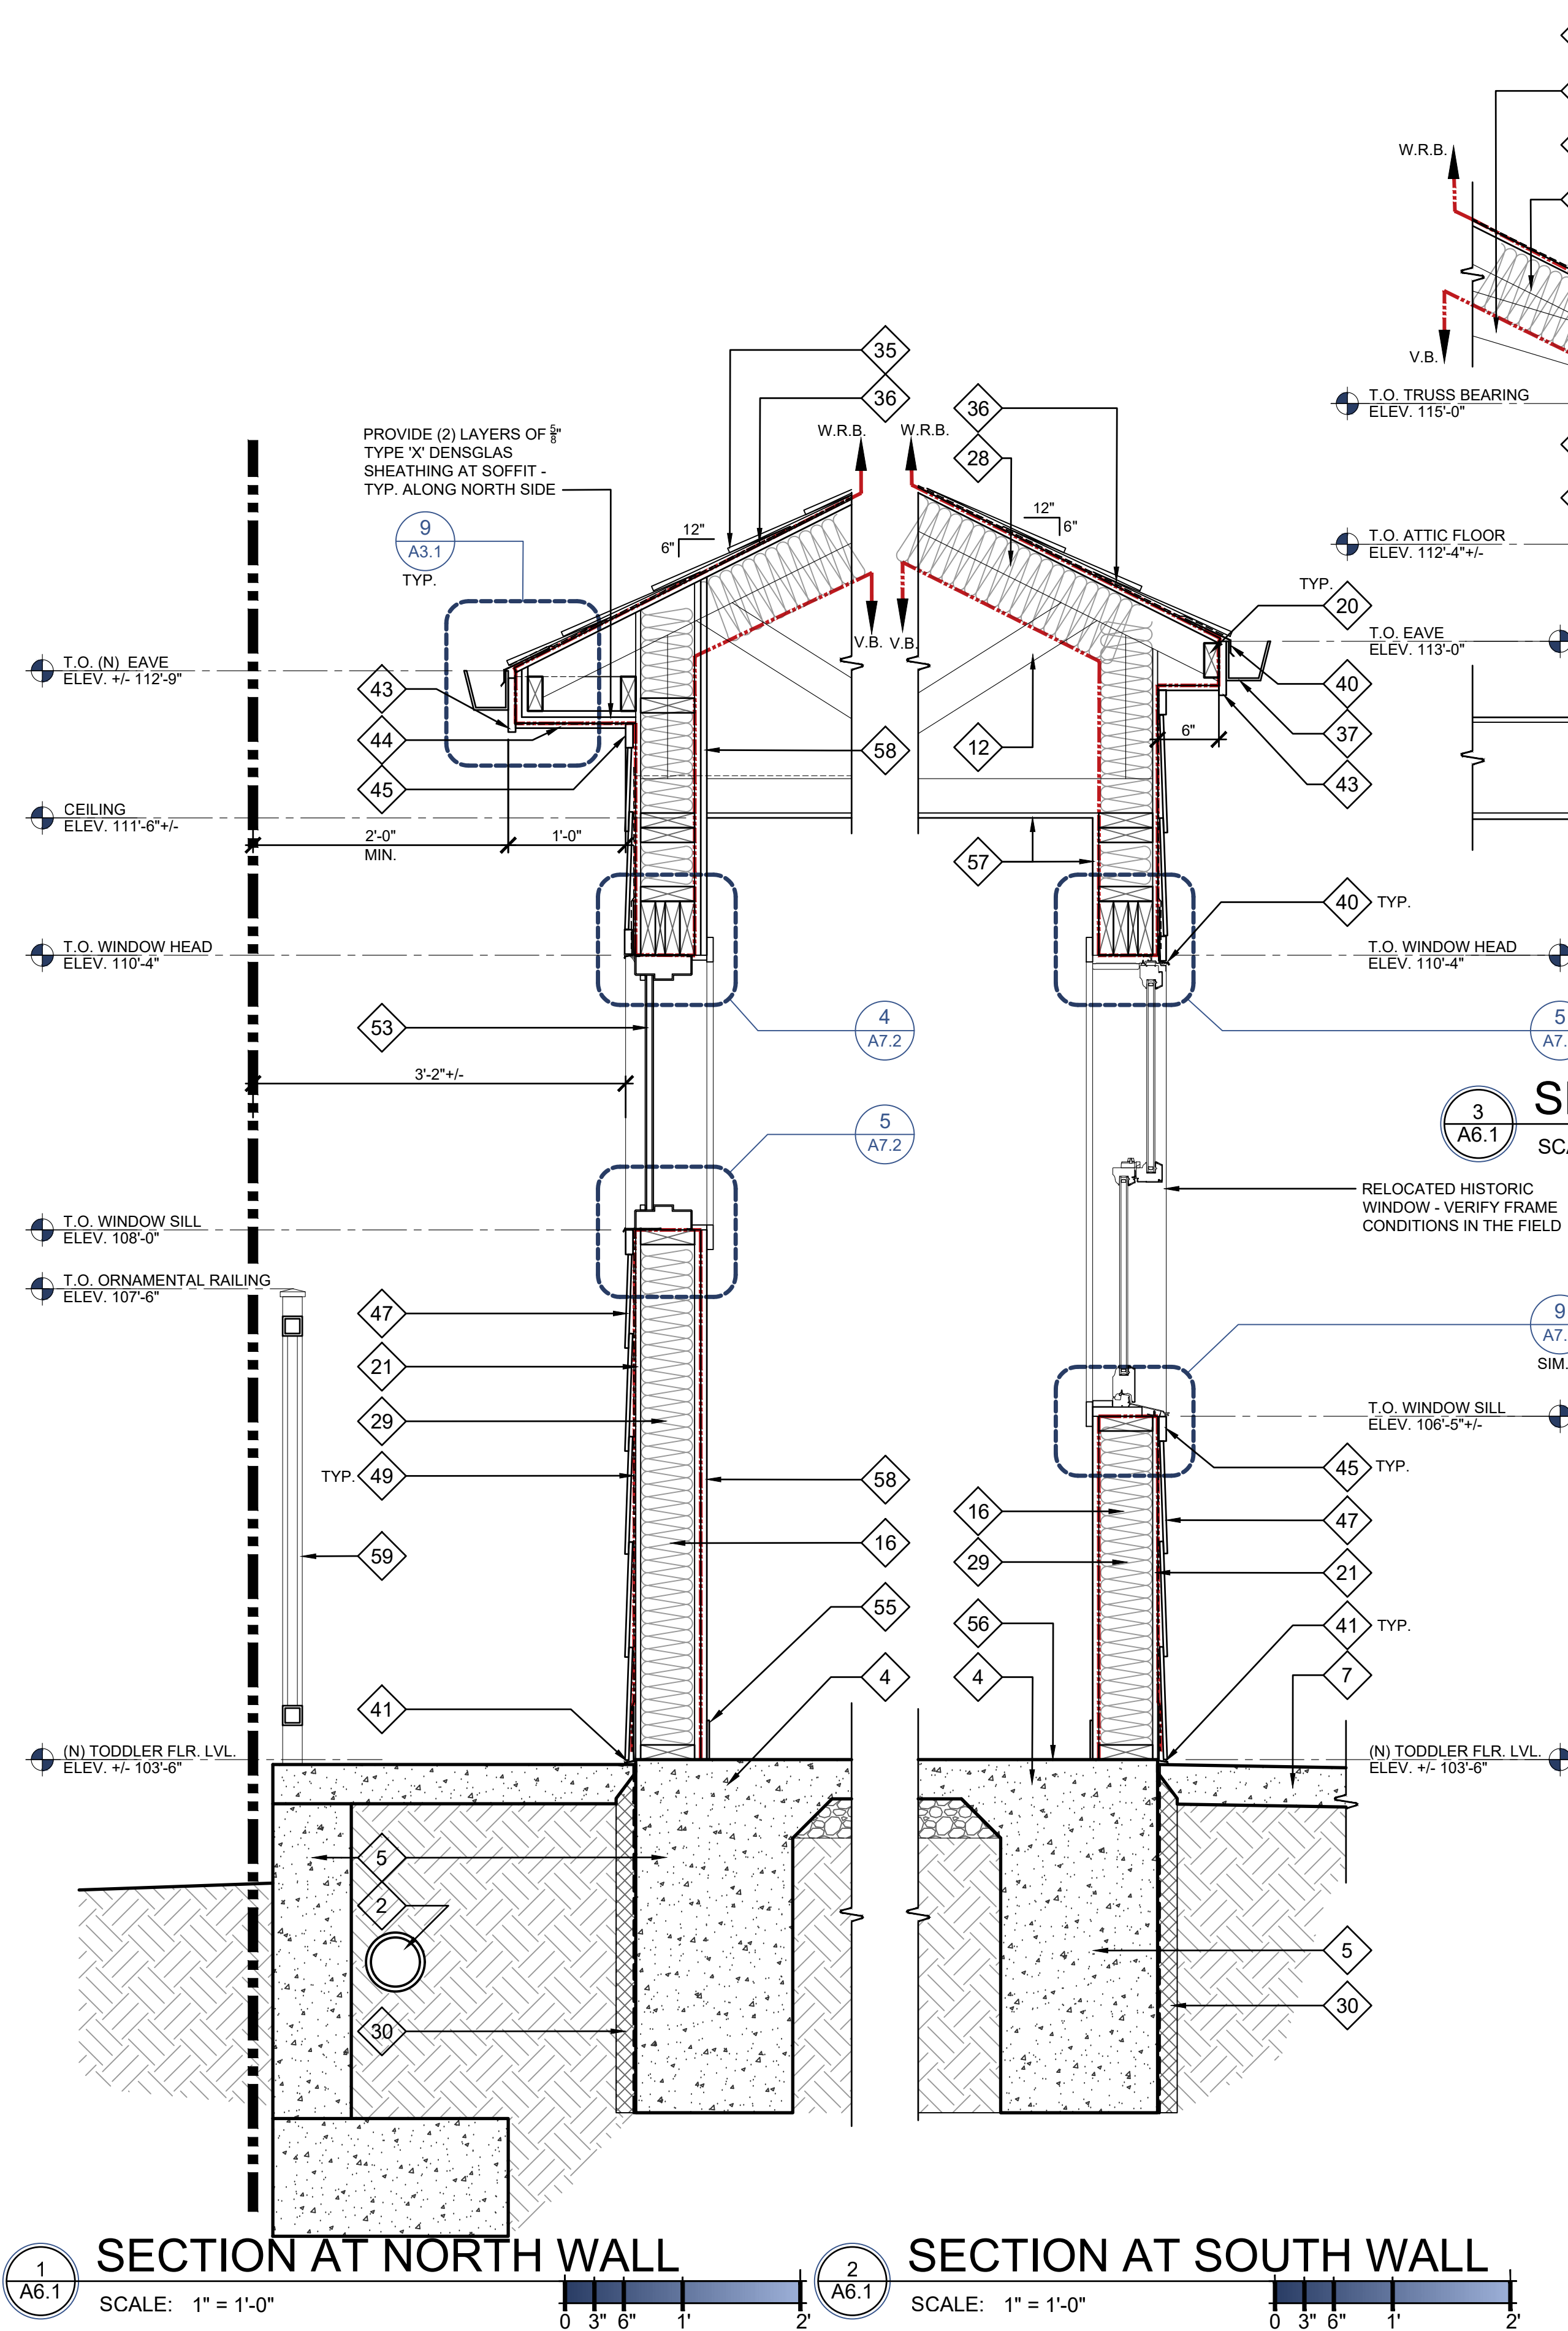 W.R.B.
V.B.
T.O. TRUSS BEARING
ELEV. 115'-0"
T.O. ATTIC FLOOR
ELEV. 112'-4"+/-
35
36
36
28
W.R.B.
W.R.B.
PROVIDE (2) LAYERS OF 5/8"
TYPE 'X' DENSGLAS
SHEATHING AT SOFFIT -
TYP. ALONG NORTH SIDE
9
A3.1
TYP.
12"
6"
12"
6"
TYP.
20
V.B.
V.B.
T.O. (N) EAVE
ELEV. +/- 112'-9"
T.O. EAVE
ELEV. 113'-0"
43
44
45
58
12
6"
40
37
43
CEILING
ELEV. 111'-6"+/-
2'-0"
MIN.
1'-0"
57
40
TYP.
T.O. WINDOW HEAD
ELEV. 110'-4"
T.O. WINDOW HEAD
ELEV. 110'-4"
53
4
A7.2
5
A7.
3'-2"+/-
5
A7.2
3
A6.1
RELOCATED HISTORIC
WINDOW - VERIFY FRAME
CONDITIONS IN THE FIELD
T.O. WINDOW SILL
ELEV. 108'-0"
T.O. ORNAMENTAL RAILING
ELEV. 107'-6"
9
A7.
SIM.
47
21
29
TYP.
49
59
41
T.O. WINDOW SILL
ELEV. 106'-5"+/-
58
16
55
4
16
29
56
4
45
TYP.
47
21
41
TYP.
7
(N) TODDLER FLR. LVL.
ELEV. +/- 103'-6"
(N) TODDLER FLR. LVL.
ELEV. +/- 103'-6"
5
2
30
5
30
1
A6.1
SECTION AT NORTH WALL
SCALE: 1" = 1'-0"
0 3" 6" 1' 2'
2
A6.1
SECTION AT SOUTH WALL
SCALE: 1" = 1'-0"
0 3" 6" 1' 2'